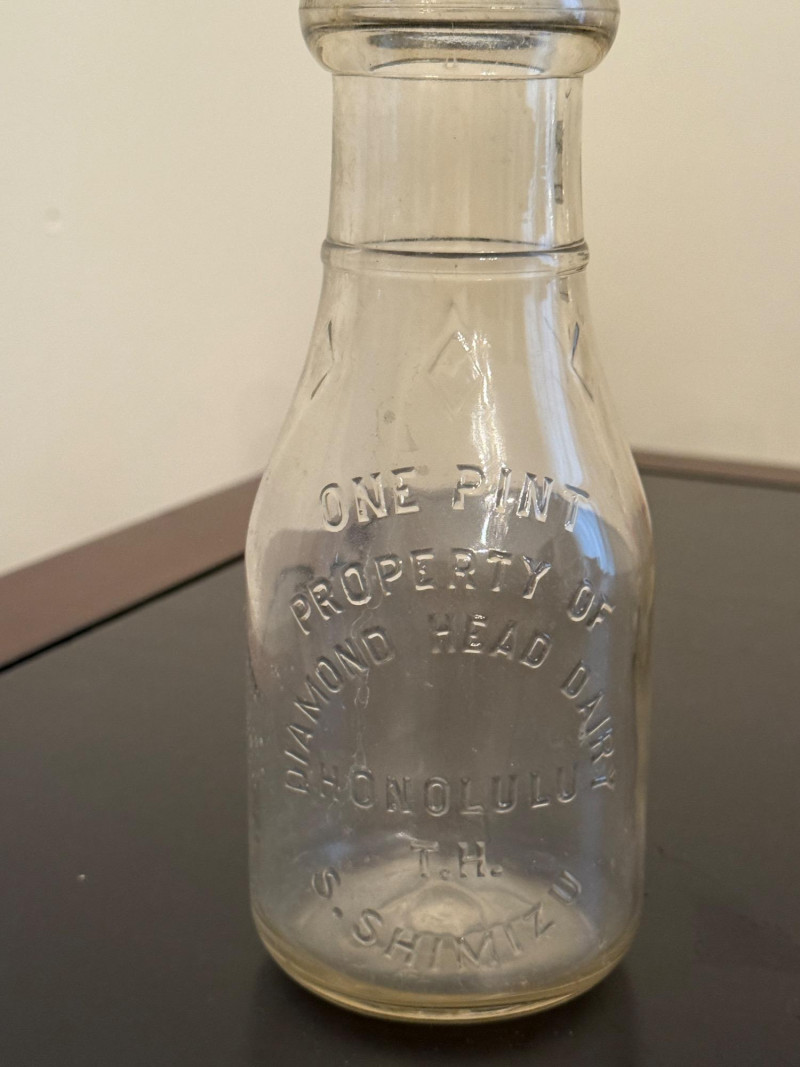 ONE PINT
PROPERTY OF
DIAMOND HEAD DAIRY
HONOLULU
T.H.
S. SHIMIZU